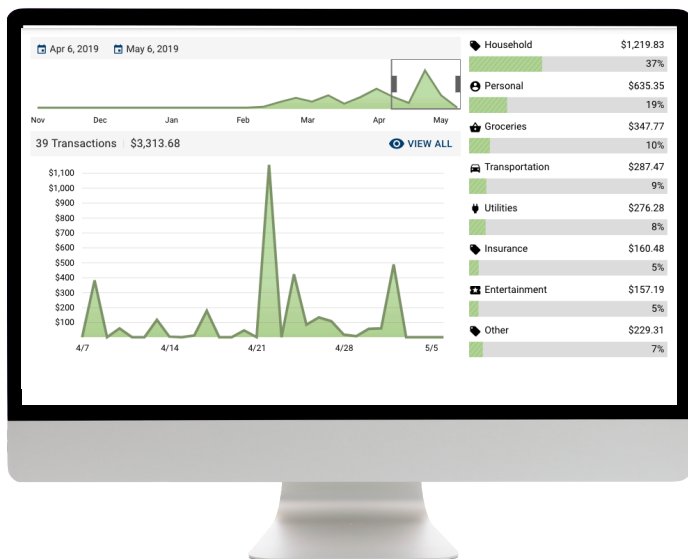 Apr 6, 2019 May 6, 2019
Nov Dec Jan Feb Mar Apr May
39 Transactions $3,313.68 VIEW ALL
$1,100
$1,000
$900
$800
$700
$600
$500
$400
$300
$200
$100
4/7 4/14 4/21 4/28 5/5
Household $1,219.83
37%
Personal $635.35
19%
Groceries $347.77
10%
Transportation $287.47
9%
Utilities $276.28
8%
Insurance $160.48
5%
Entertainment $157.19
5%
Other $229.31
7%